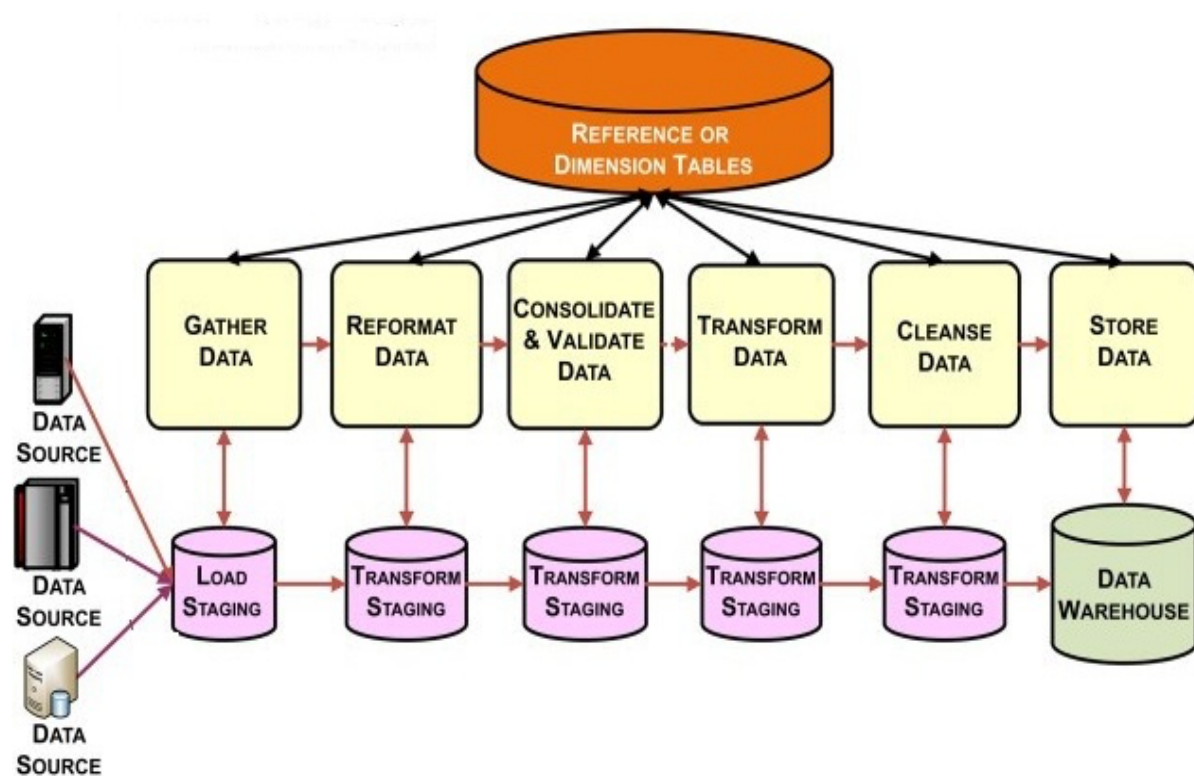 REFERENCE OR
DIMENSION TABLES
GATHER
DATA
REFORMAT
DATA
CONSOLIDATE
& VALIDATE
DATA
TRANSFORM
DATA
CLEANSE
DATA
STORE
DATA
DATA
SOURCE
DATA
SOURCE
DATA
SOURCE
LOAD
STAGING
TRANSFORM
STAGING
TRANSFORM
STAGING
TRANSFORM
STAGING
TRANSFORM
STAGING
DATA
WAREHOUSE